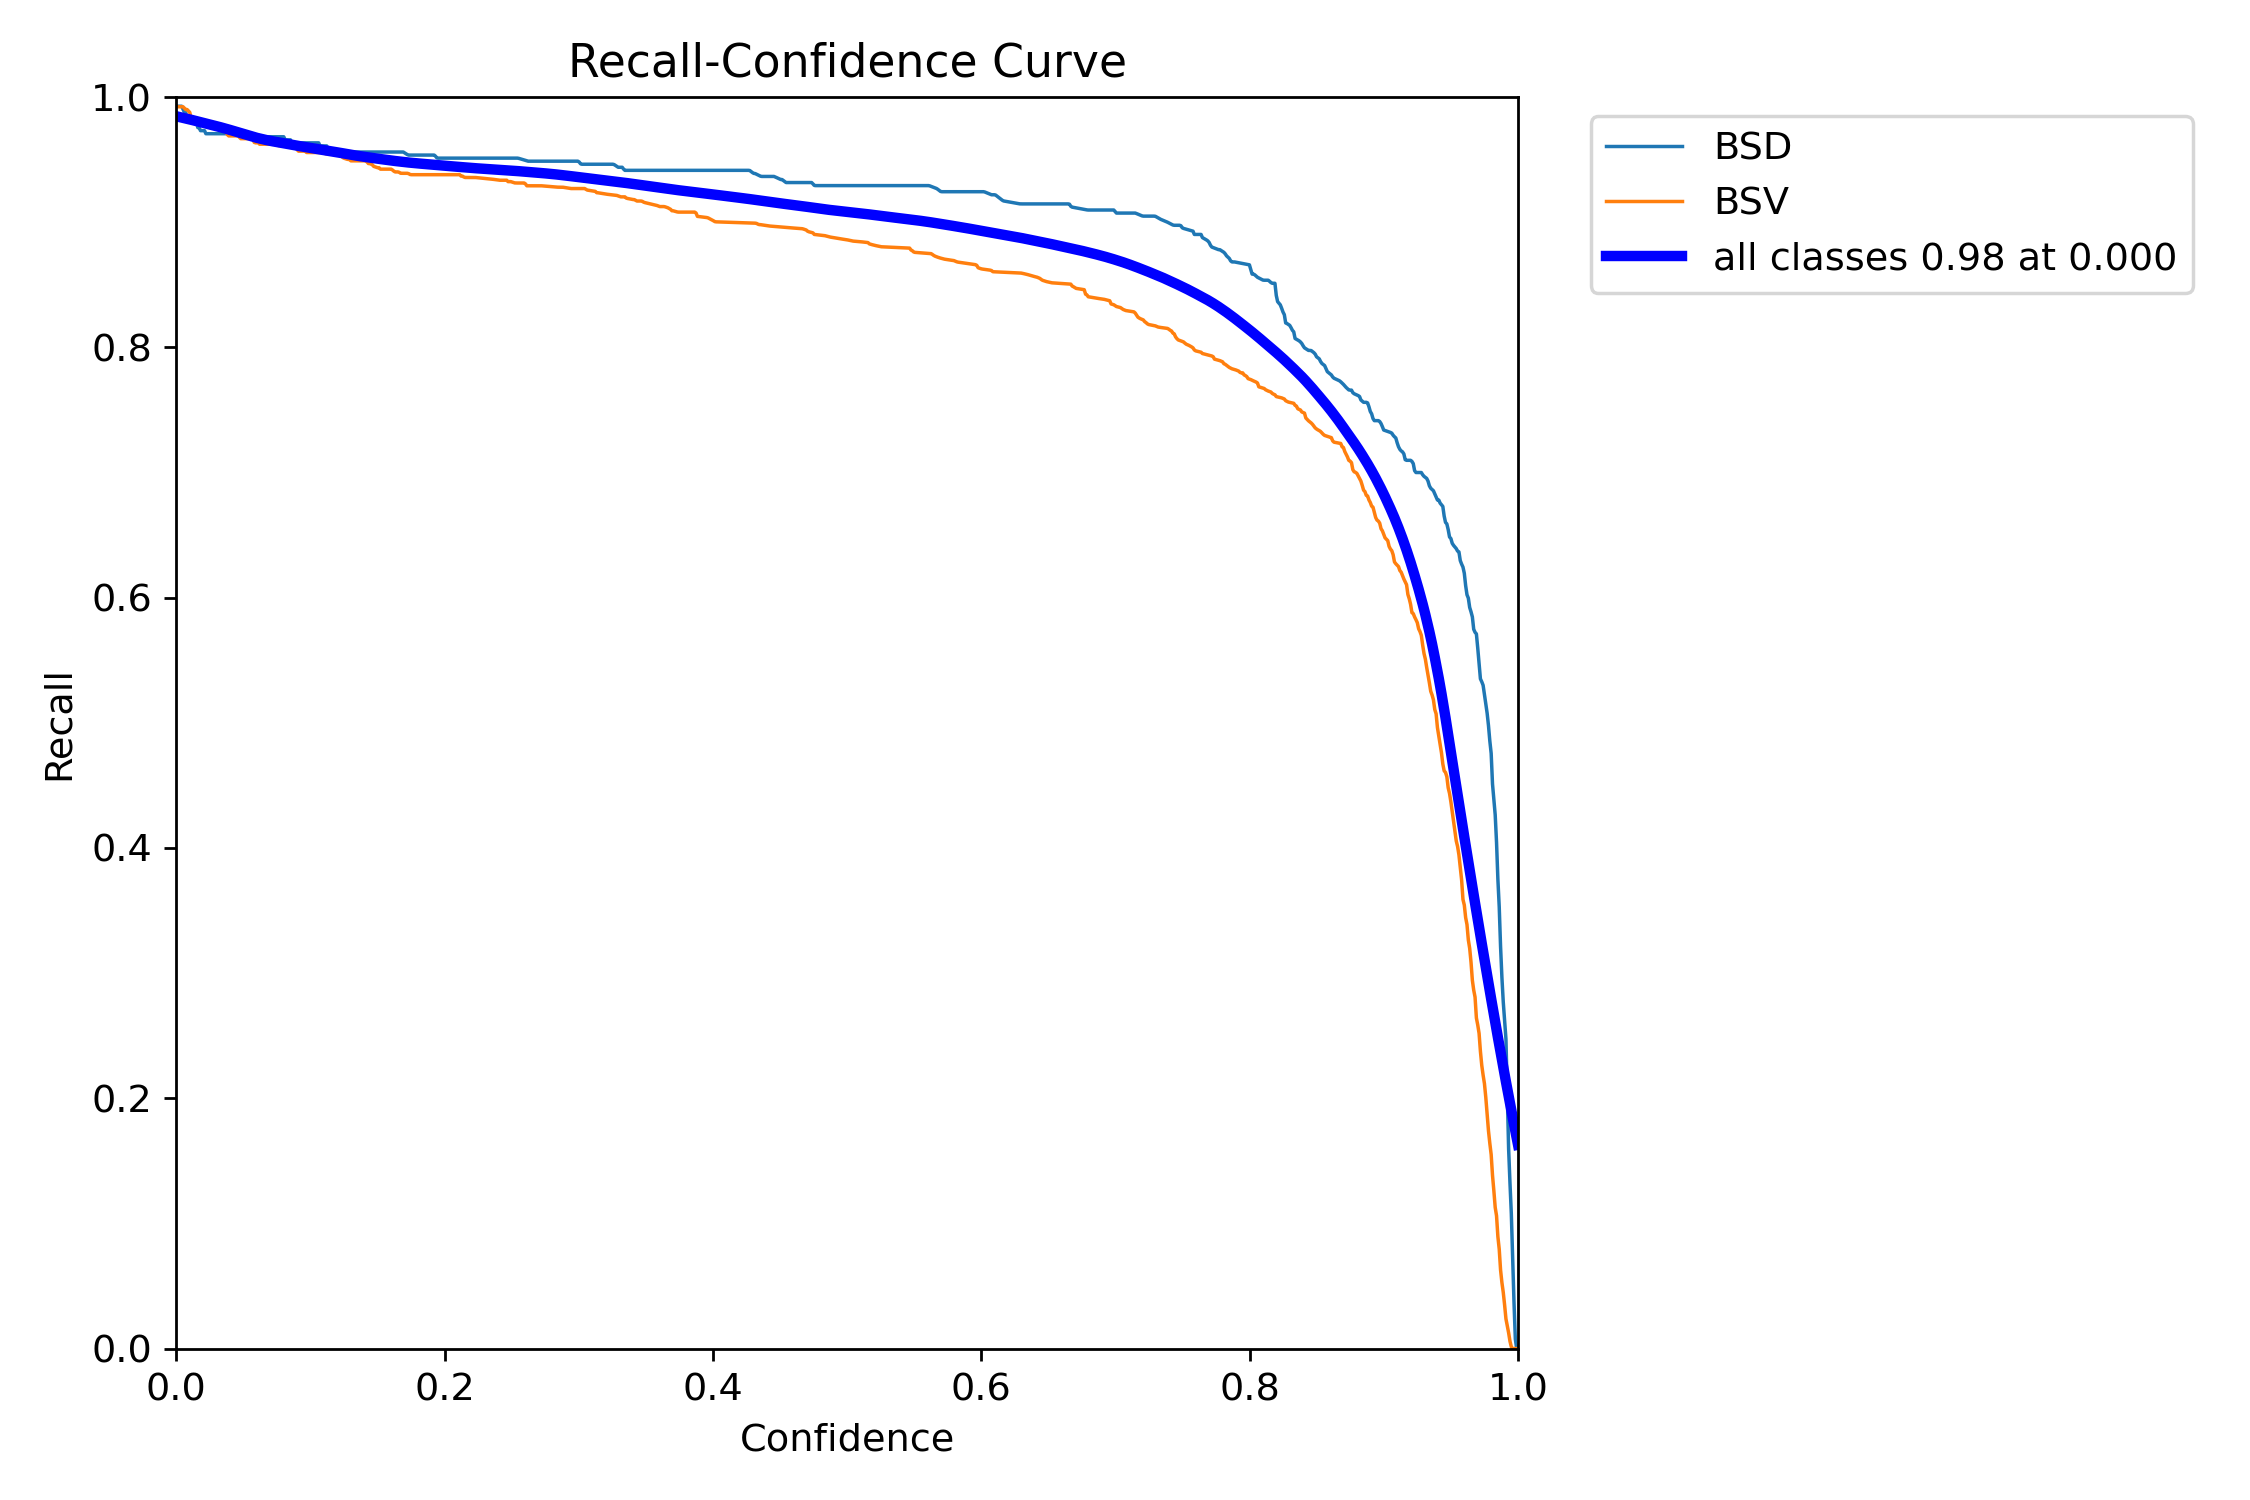 Recall-Confidence Curve
1.0
0.8
0.6
0.4
0.2
0.0
Recall
0.0 0.2 0.4 0.6 0.8 1.0
Confidence
BSD
BSV
all classes 0.98 at 0.000